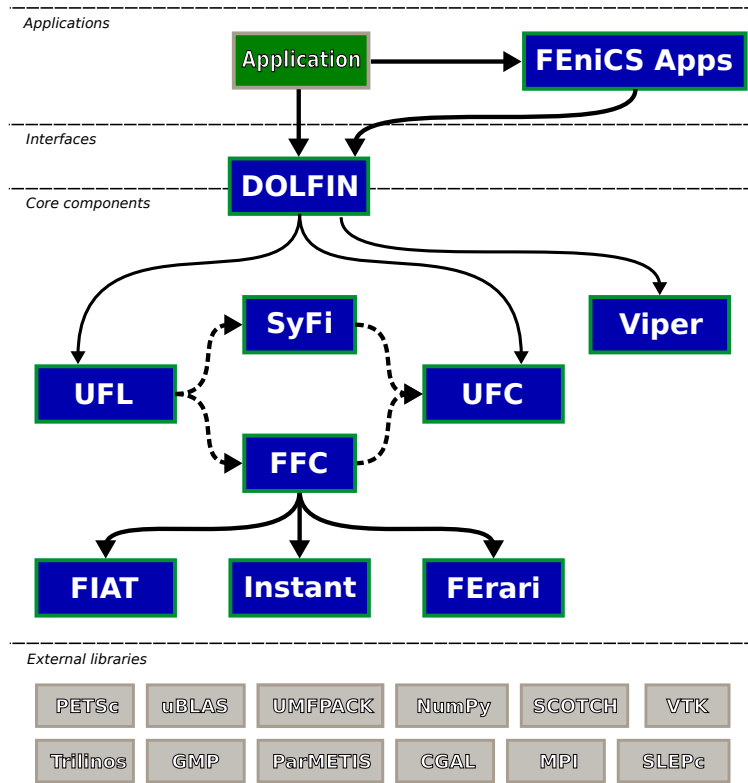 Applications
Application
FEniCS Apps
Interfaces
DOLFIN
Core components
SyFi
Viper
UFL
UFC
FFC
FIAT
Instant
FErari
External libraries
PETSc
uBLAS
UMFPACK
NumPy
SCOTCH
VTK
Trilinos
GMP
ParMETIS
CGAL
MPI
SLEPc